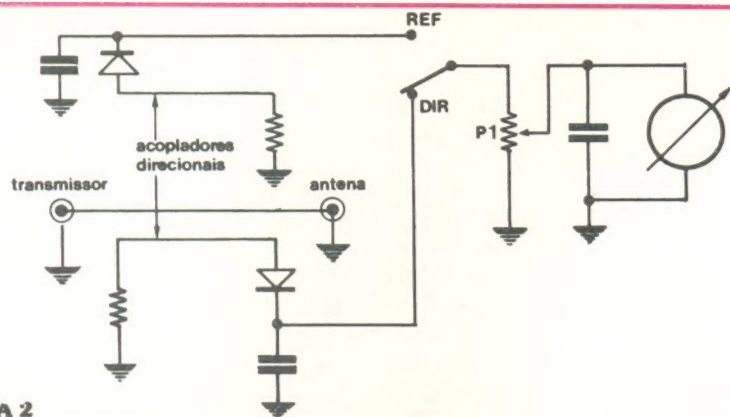 REF
DIR
P1
acopladores
direcionais
transmissor
antena
A 2